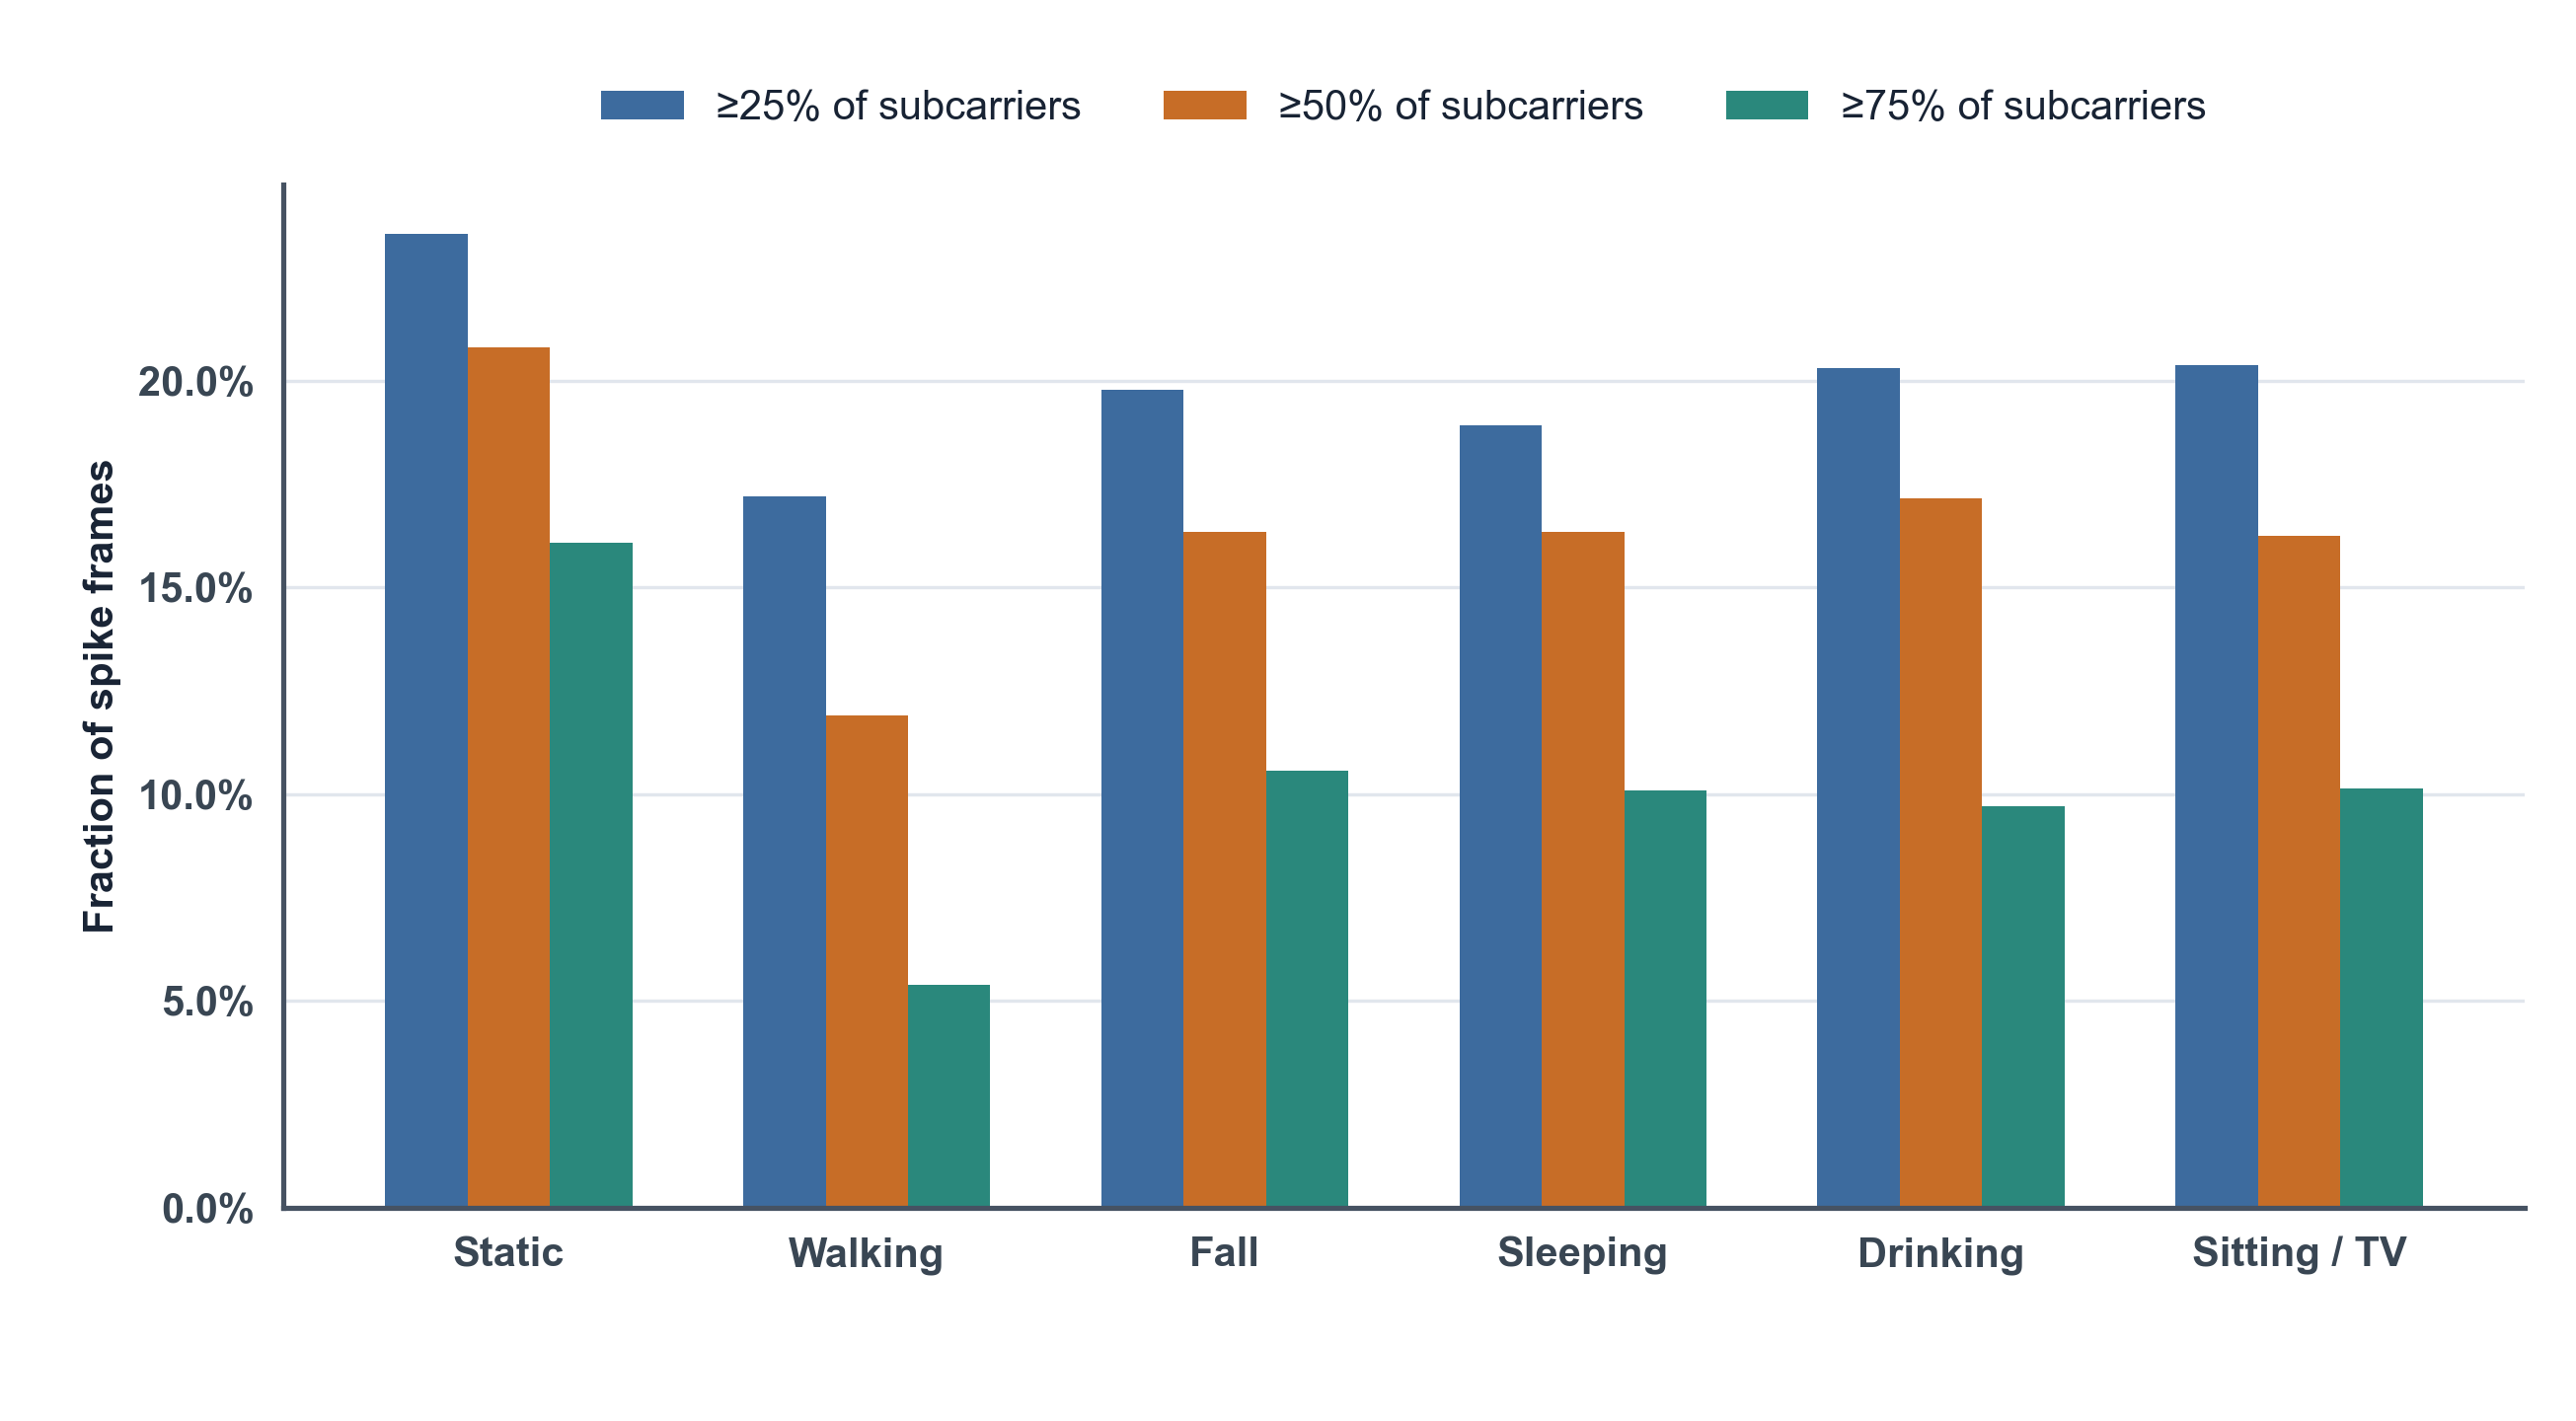 ≥25% of subcarriers ≥50% of subcarriers ≥75% of subcarriers
Fraction of spike frames
20.0%
15.0%
10.0%
5.0%
0.0%
Static Walking Fall Sleeping Drinking Sitting / TV